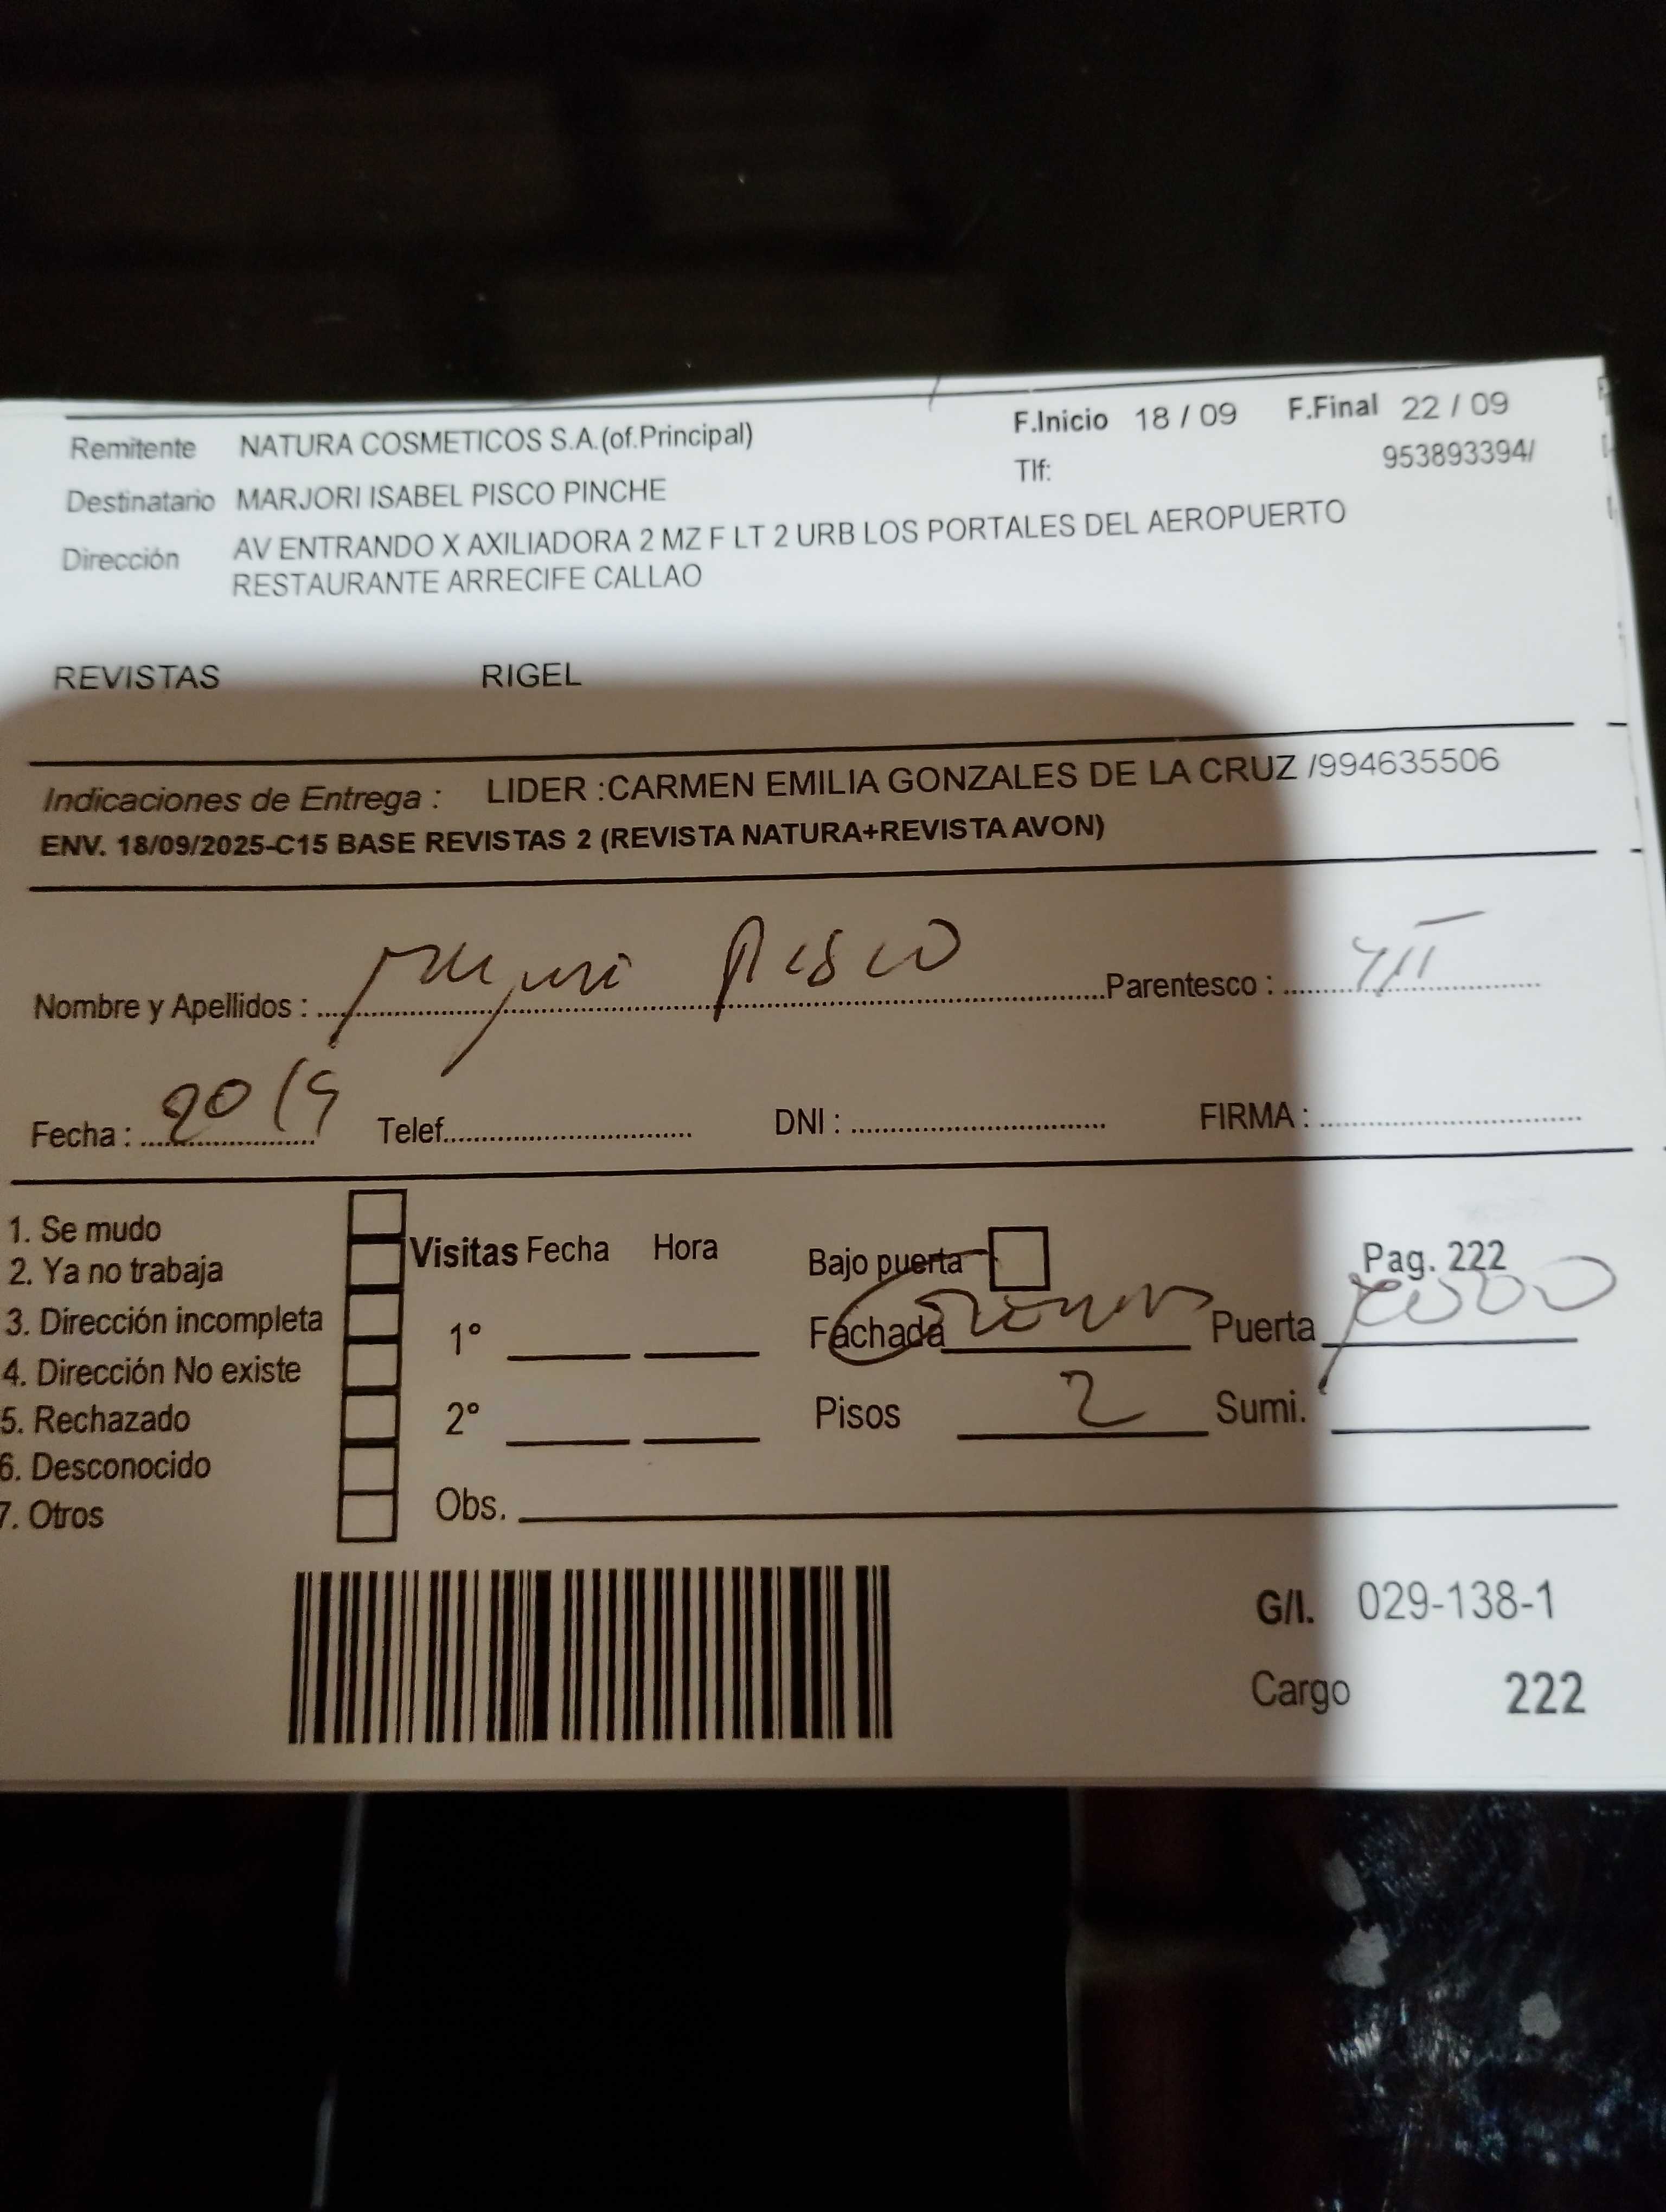 Remitente NATURA COSMETICOS S.A.(of.Principal) F.Inicio 18 / 09 F.Final 22 / 09
Destinatario MARJORI ISABEL PISCO PINCHE Tlf: 953893394/
Dirección AV ENTRANDO X AXILIADORA 2 MZ F LT 2 URB LOS PORTALES DEL AEROPUERTO
RESTAURANTE ARRECIFE CALLAO
REVISTAS RIGEL
Indicaciones de Entrega : LIDER :CARMEN EMILIA GONZALES DE LA CRUZ /994635506
ENV. 18/09/2025-C15 BASE REVISTAS 2 (REVISTA NATURA+REVISTA AVON)
Nombre y Apellidos : Pisco Parentesco :
Fecha : 20/9 Telef. DNI : FIRMA :
1. Se mudo
2. Ya no trabaja
3. Dirección incompleta
4. Dirección No existe
5. Rechazado
6. Desconocido
7. Otros
Visitas Fecha Hora
1°
2°
Obs.
Bajo puerta Pag. 222
Fachada Puerta
Pisos 2 Sumi.
G/I. 029-138-1
Cargo 222